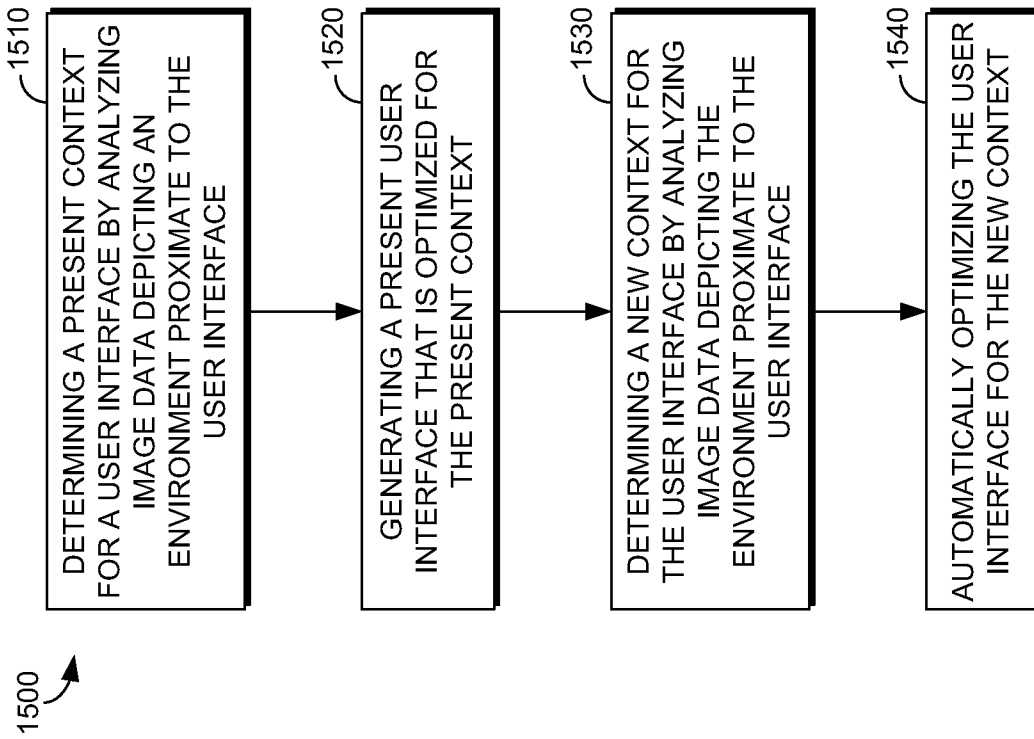 1500
1510
DETERMINING A PRESENT CONTEXT
FOR A USER INTERFACE BY ANALYZING
IMAGE DATA DEPICTING AN
ENVIRONMENT PROXIMATE TO THE
USER INTERFACE
1520
GENERATING A PRESENT USER
INTERFACE THAT IS OPTIMIZED FOR
THE PRESENT CONTEXT
1530
DETERMINING A NEW CONTEXT FOR
THE USER INTERFACE BY ANALYZING
IMAGE DATA DEPICTING THE
ENVIRONMENT PROXIMATE TO THE
USER INTERFACE
1540
AUTOMATICALLY OPTIMIZING THE USER
INTERFACE FOR THE NEW CONTEXT